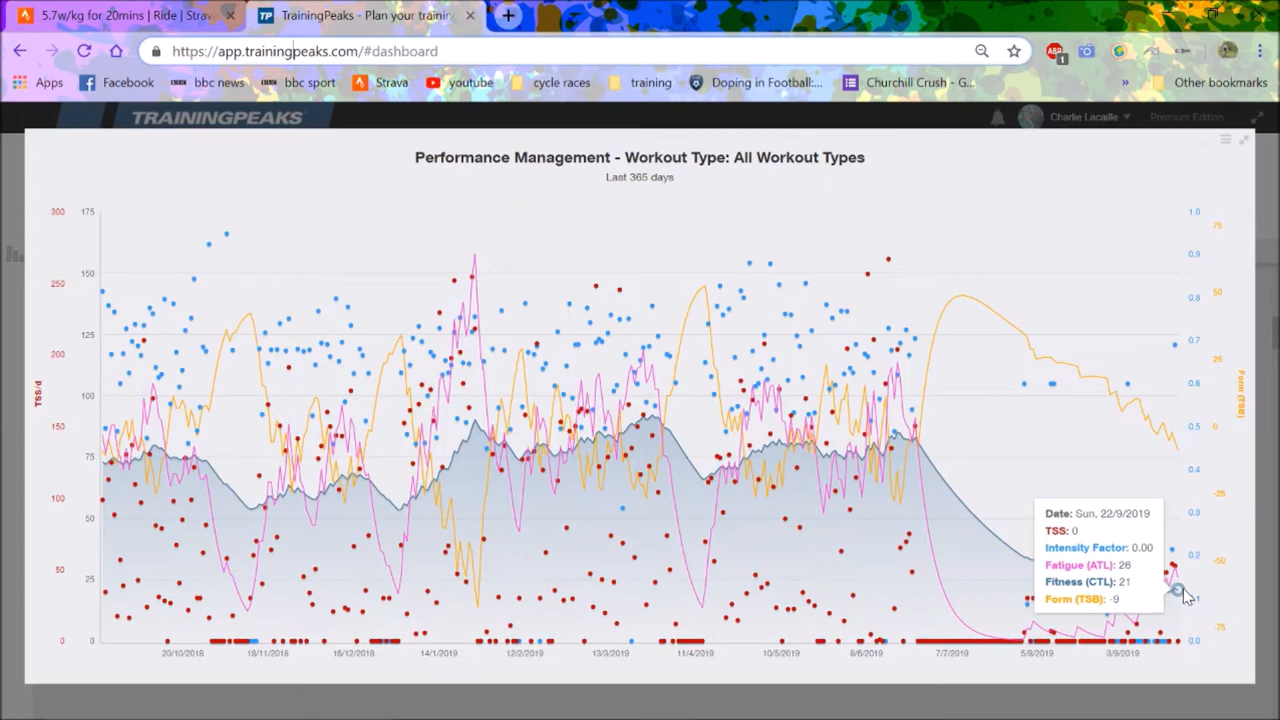 5.7w/kg for 20mins | Ride | Strava
TrainingPeaks - Plan your training
https://app.trainingpeaks.com/#dashboard
ABP
1
Apps
Facebook
BBC bbc news
BBC bbc sport
Strava
youtube
cycle races
training
Doping in Football:...
Churchill Crush - G...
»
Other bookmarks
TRAININGPEAKS
Charlie Lacaille
Premium Edition
Performance Management - Workout Type: All Workout Types
Last 365 days
300
250
200
150
100
50
0
TSS/d
175
150
125
100
75
50
25
0
1.0
0.9
0.8
0.7
0.6
0.5
0.4
0.3
0.2
0.1
0.0
75
50
25
0
-25
-50
-75
Form (TSB)
Date: Sun, 22/9/2019
TSS: 0
Intensity Factor: 0.00
Fatigue (ATL): 26
Fitness (CTL): 21
Form (TSB): -9
20/10/2018
18/11/2018
16/12/2018
14/1/2019
12/2/2019
13/3/2019
11/4/2019
10/5/2019
8/6/2019
7/7/2019
5/8/2019
3/9/2019